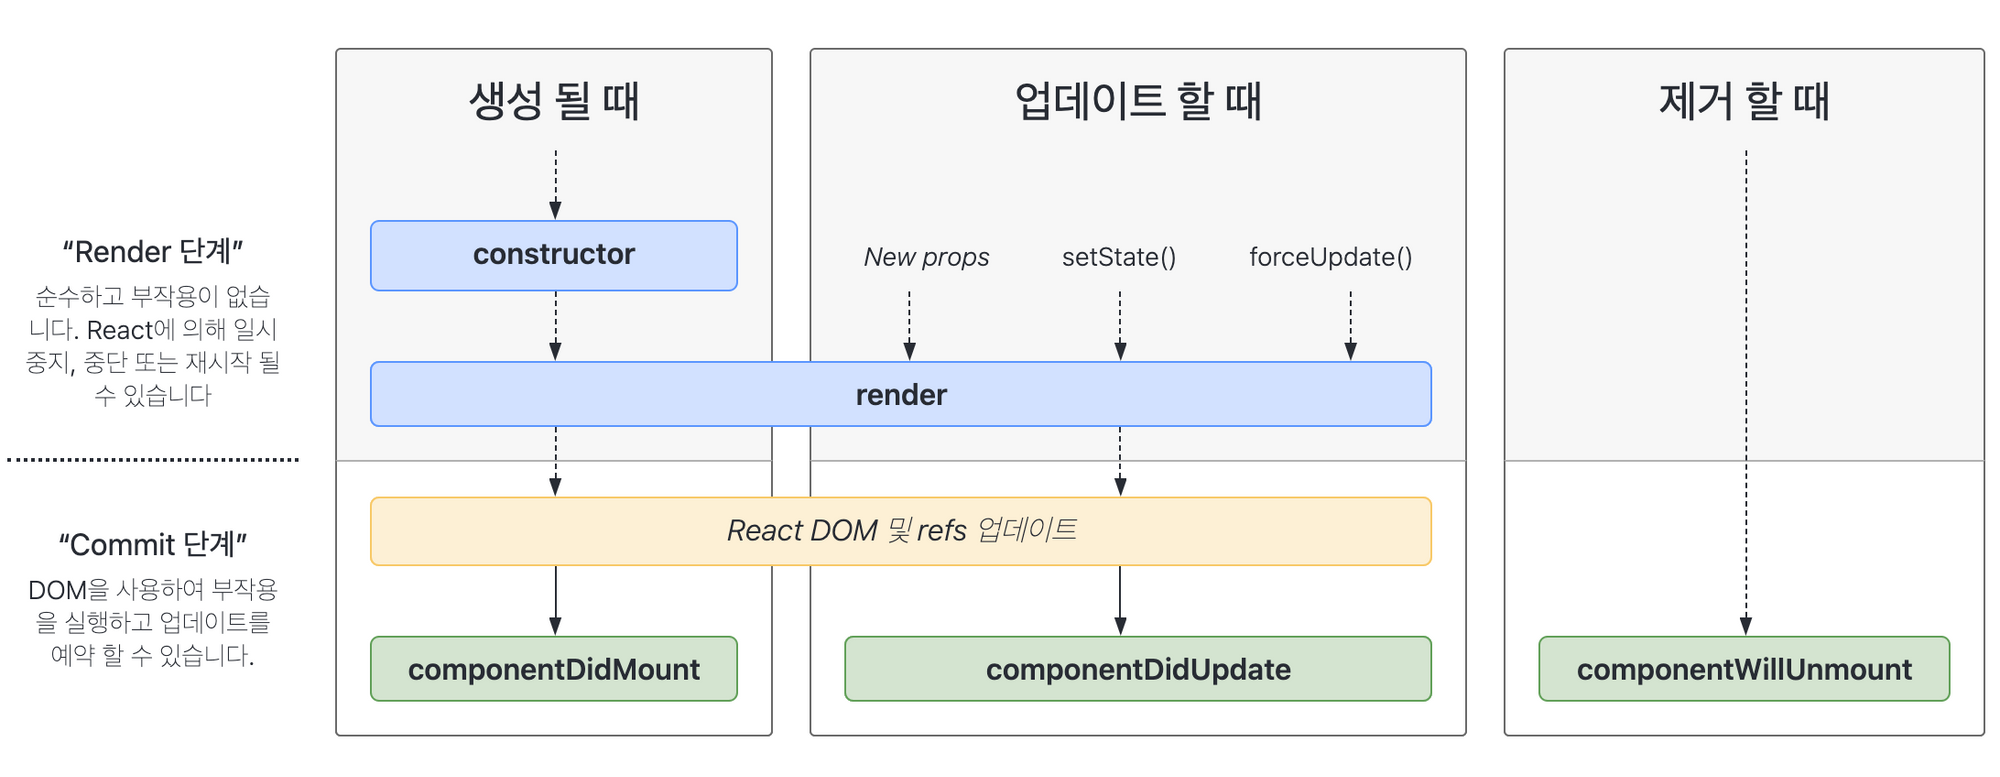 생성 될 때
업데이트 할 때
제거 할 때
“Render 단계”
순수하고 부작용이 없습
니다. React에 의해 일시
중지, 중단 또는 재시작 될
수 있습니다
constructor
New props
setState()
forceUpdate()
render
“Commit 단계”
DOM을 사용하여 부작용
을 실행하고 업데이트를
예약 할 수 있습니다.
React DOM 및 refs 업데이트
componentDidMount
componentDidUpdate
componentWillUnmount